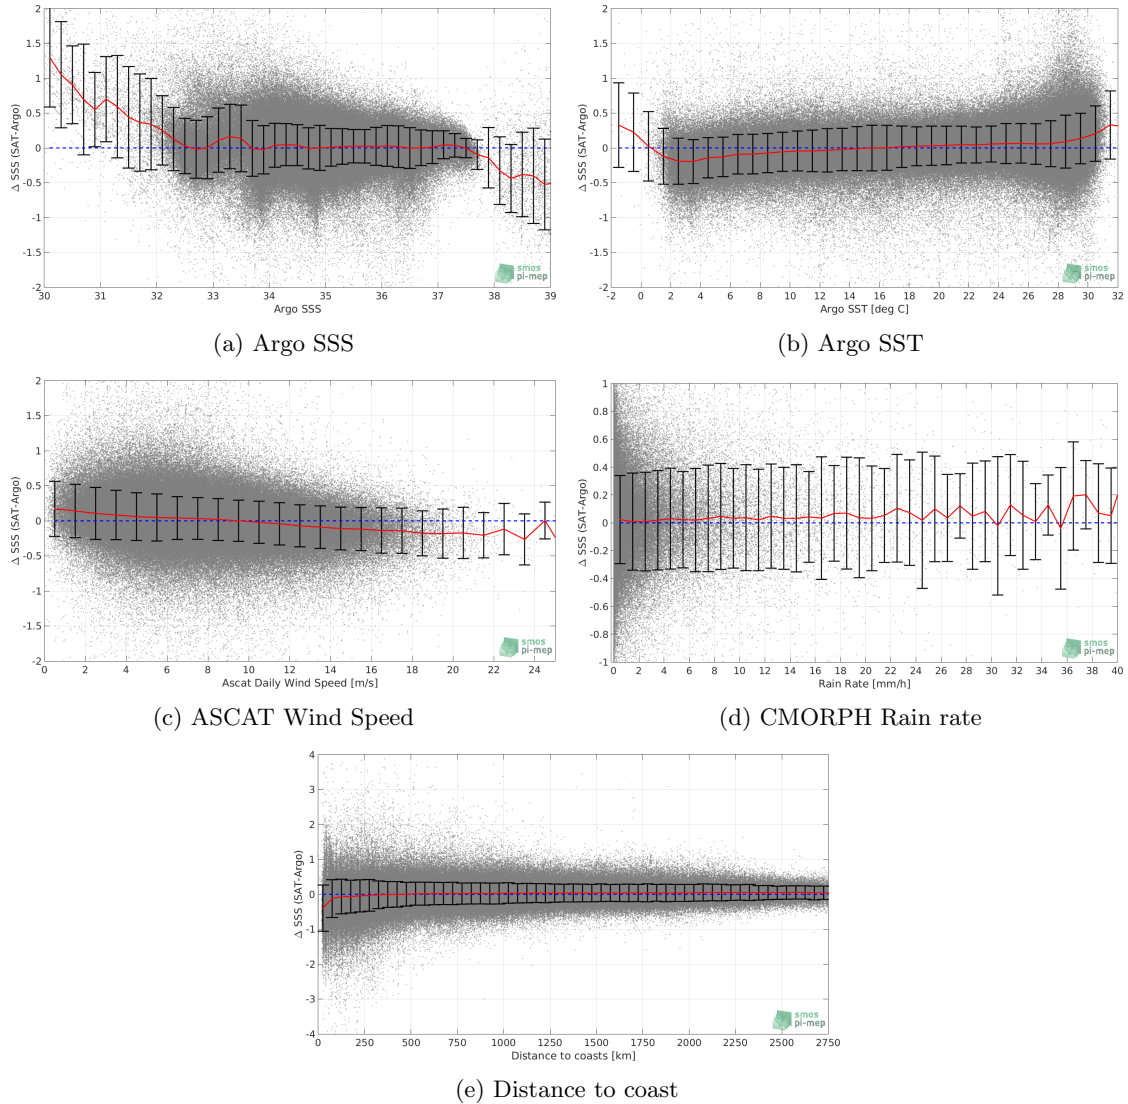 2
1.5
1
0.5
0
-0.5
-1
-1.5
-2
Δ SSS (SAT-Argo)
30 31 32 33 34 35 36 37 38 39
Argo SSS
smos
pi-mep
(a) Argo SSS
2
1.5
1
0.5
0
-0.5
-1
-1.5
-2
Δ SSS (SAT-Argo)
-2 0 2 4 6 8 10 12 14 16 18 20 22 24 26 28 30 32
Argo SST [deg C]
smos
pi-mep
(b) Argo SST
2
1.5
1
0.5
0
-0.5
-1
-1.5
-2
Δ SSS (SAT-Argo)
0 2 4 6 8 10 12 14 16 18 20 22 24
Ascat Daily Wind Speed [m/s]
smos
pi-mep
(c) ASCAT Wind Speed
1
0.8
0.6
0.4
0.2
0
-0.2
-0.4
-0.6
-0.8
-1
Δ SSS (SAT-Argo)
0 2 4 6 8 10 12 14 16 18 20 22 24 26 28 30 32 34 36 38 40
Rain Rate [mm/h]
smos
pi-mep
(d) CMORPH Rain rate
4
3
2
1
0
-1
-2
-3
-4
Δ SSS (SAT-Argo)
0 250 500 750 1000 1250 1500 1750 2000 2250 2500 2750
Distance to coasts [km]
smos
pi-mep
(e) Distance to coast